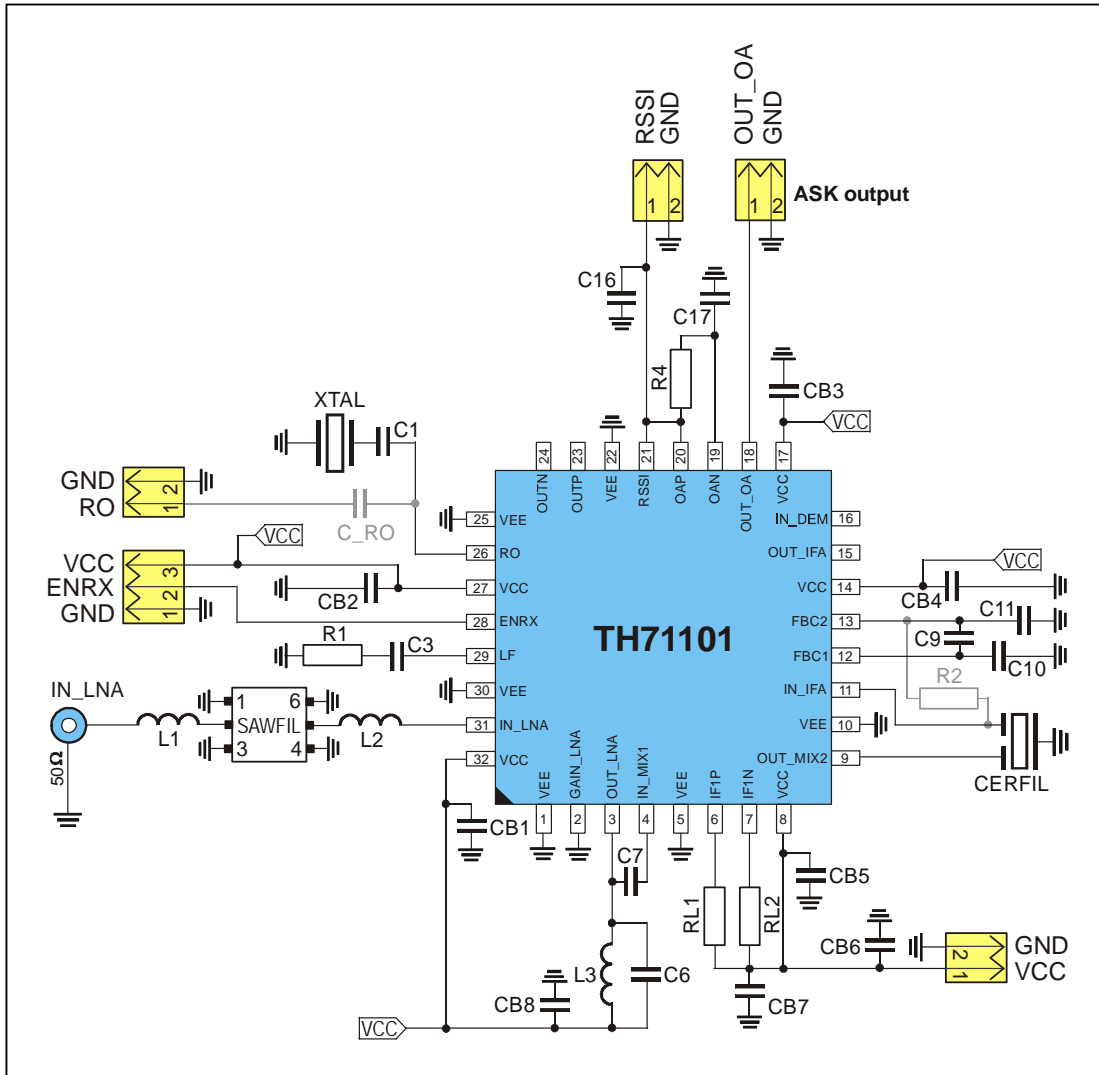 RSSI
GND
OUT_OA
GND
1
2
1
2
ASK output
C16
C17
R4
CB3
VCC
XTAL
C1
GND
RO
2
1
C_RO
VCC
ENRX
GND
3
2
1
VCC
CB2
R1
C3
IN_LNA
50Ω
L1
1
6
SAWFIL
3
4
L2
24
23
22
21
20
19
18
17
OUTN
OUTP
VEE
RSSI
OAP
OAN
OUT_OA
VCC
25
VEE
26
RO
27
VCC
28
ENRX
29
LF
30
VEE
31
IN_LNA
32
VCC
TH71101
IN_DEM
16
OUT_IFA
15
VCC
14
FBC2
13
FBC1
12
IN_IFA
11
VEE
10
OUT_MIX2
9
VEE
GAIN_LNA
OUT_LNA
IN_MIX1
VEE
IF1P
IF1N
VCC
1
2
3
4
5
6
7
8
VCC
CB4
C11
C9
C10
R2
CERFIL
CB1
C7
CB5
RL1
RL2
CB6
2
1
GND
VCC
L3
C6
CB8
CB7
VCC